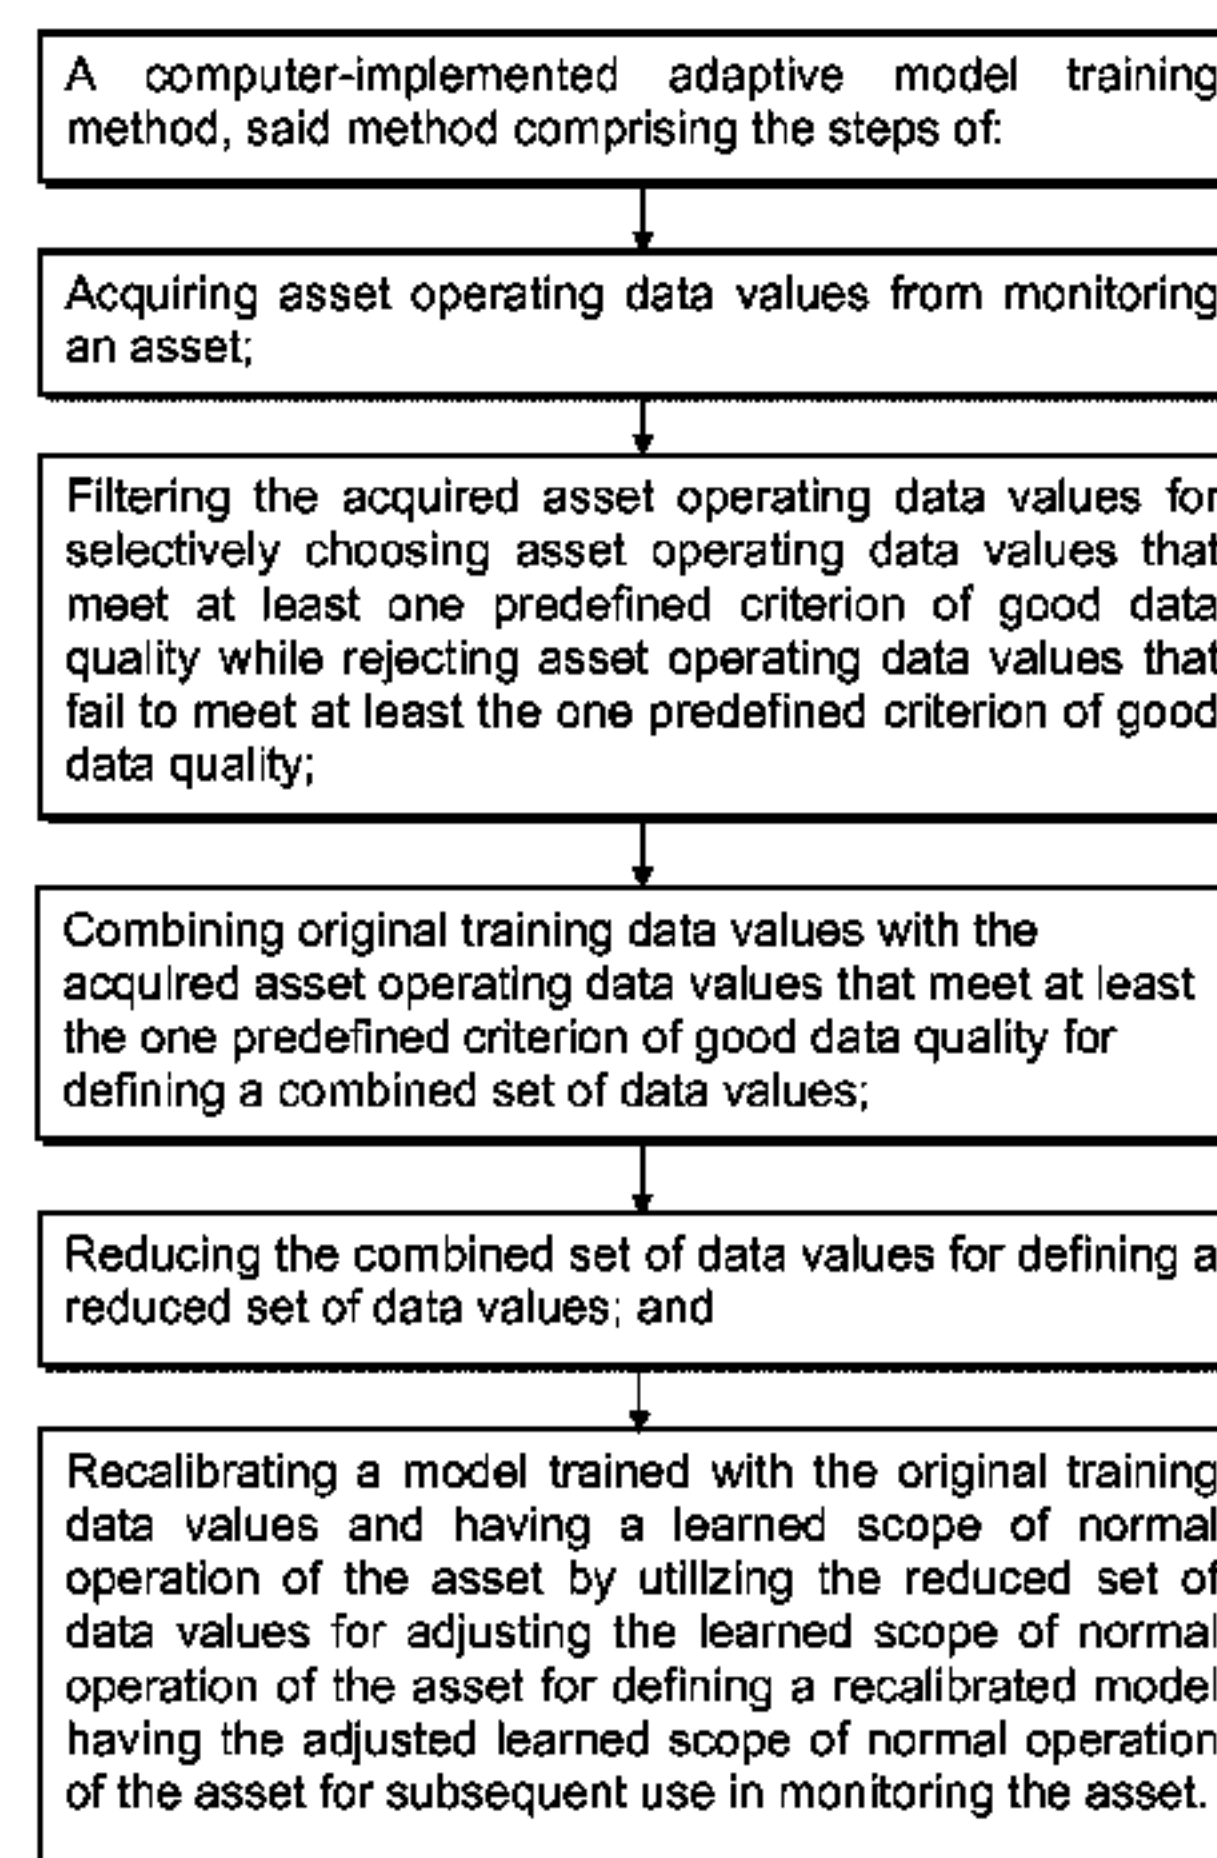 A computer-implemented adaptive model training
method, said method comprising the steps of:
Acquiring asset operating data values from monitoring
an asset;
Filtering the acquired asset operating data values for
selectively choosing asset operating data values that
meet at least one predefined criterion of good data
quality while rejecting asset operating data values that
fail to meet at least the one predefined criterion of good
data quality;
Combining original training data values with the
acquired asset operating data values that meet at least
the one predefined criterion of good data quality for
defining a combined set of data values;
Reducing the combined set of data values for defining a
reduced set of data values; and
Recalibrating a model trained with the original training
data values and having a learned scope of normal
operation of the asset by utilizing the reduced set of
data values for adjusting the learned scope of normal
operation of the asset for defining a recalibrated model
having the adjusted learned scope of normal operation
of the asset for subsequent use in monitoring the asset.